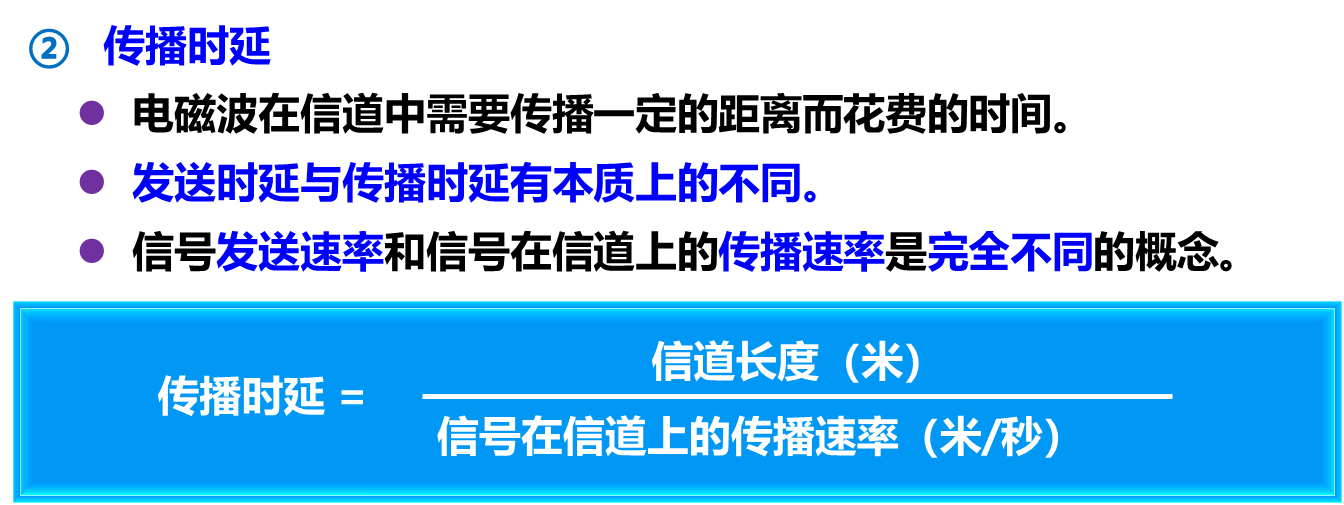 ② 传播时延
● 电磁波在信道中需要传播一定的距离而花费的时间。
● 发送时延与传播时延有本质上的不同。
● 信号发送速率和信号在信道上的传播速率是完全不同的概念。
信道长度（米）
传播时延 =
信号在信道上的传播速率（米/秒）